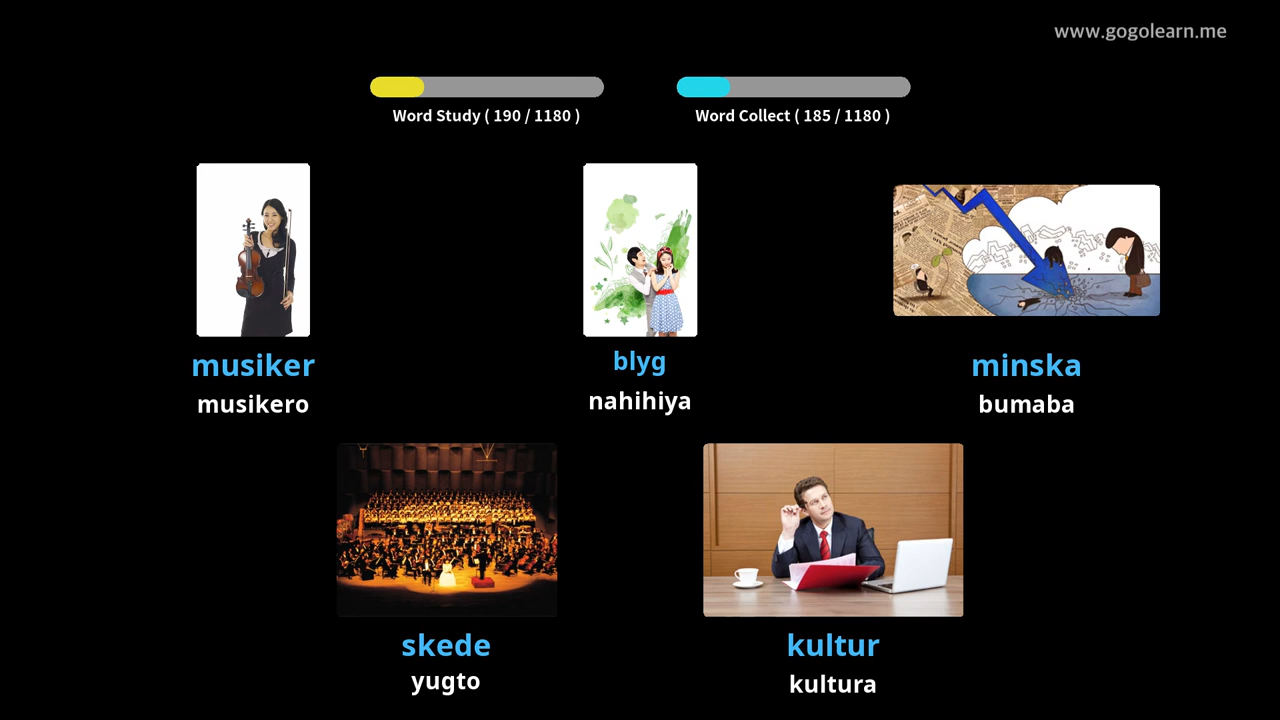 www.gogolearn.me
Word Study ( 190 / 1180 )
Word Collect ( 185 / 1180 )
musiker
musikero
blyg
nahihiya
minska
bumaba
skede
yugto
kultur
kultura